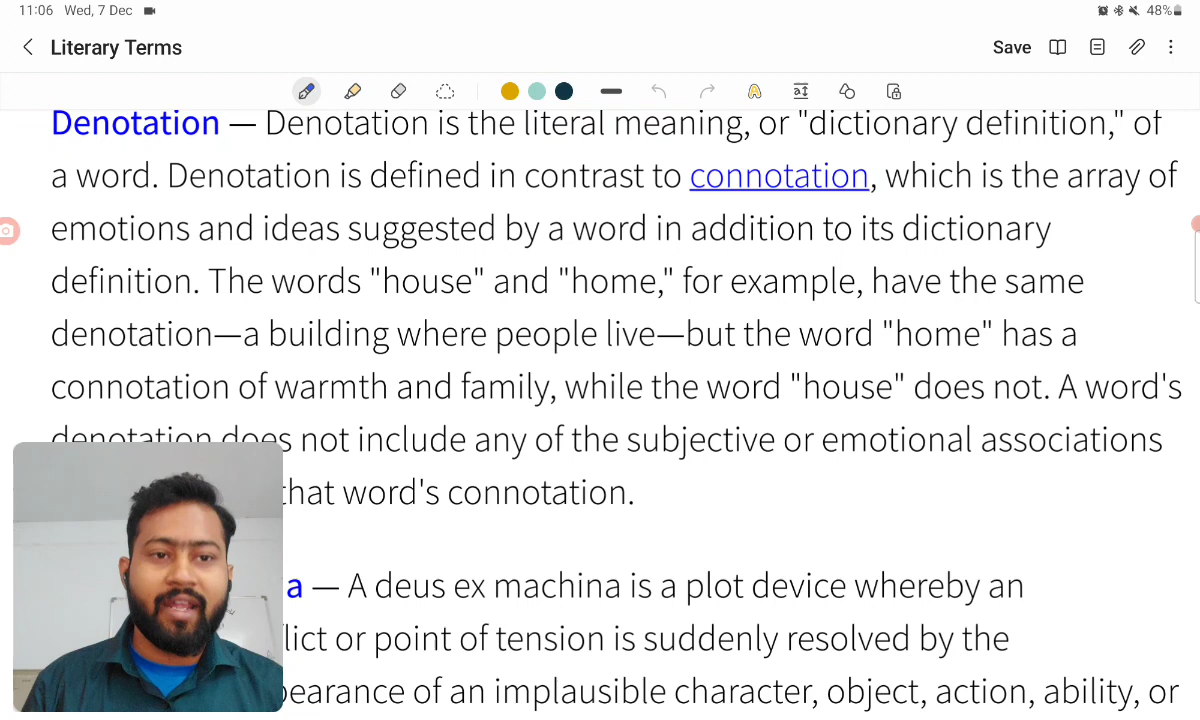 11:06 Wed, 7 Dec 48%
Literary Terms Save
Denotation — Denotation is the literal meaning, or "dictionary definition," of
a word. Denotation is defined in contrast to connotation, which is the array of
emotions and ideas suggested by a word in addition to its dictionary
definition. The words "house" and "home," for example, have the same
denotation—a building where people live—but the word "home" has a
connotation of warmth and family, while the word "house" does not. A word's
denotation does not include any of the subjective or emotional associations
that word's connotation.
a — A deus ex machina is a plot device whereby an
or point of tension is suddenly resolved by the
of an implausible character, object, action, ability, or